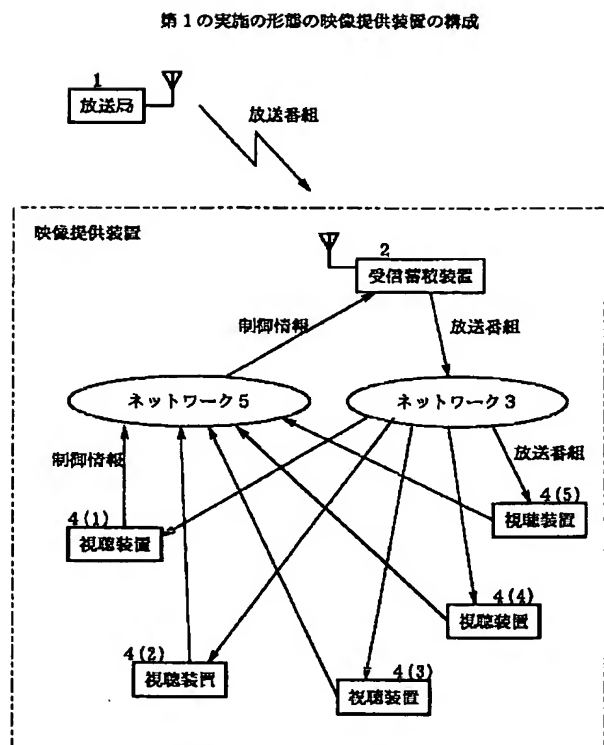 第1の実施の形態の映像提供装置の構成
1
放送局
放送番組
映像提供装置
2
受信蓄積装置
制御情報
放送番組
ネットワーク5
ネットワーク3
制御情報
放送番組
4(1)
視聴装置
4(5)
視聴装置
4(4)
視聴装置
4(2)
視聴装置
4(3)
視聴装置